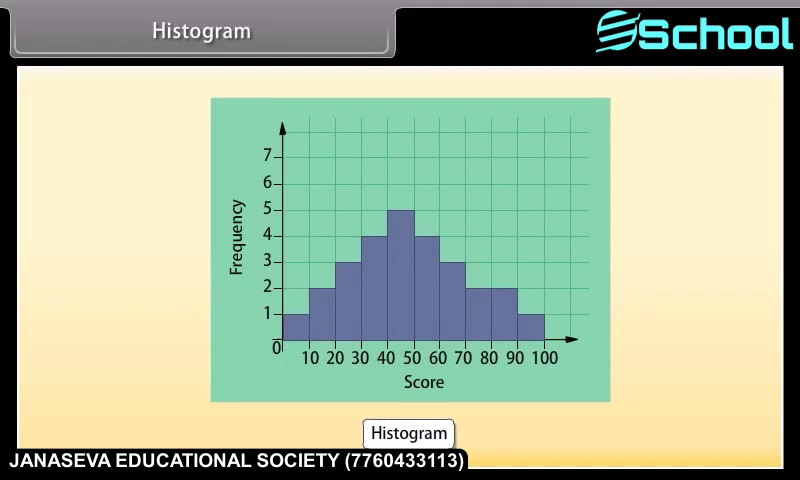 Histogram
School
7
6
5
4
3
2
1
0
Frequency
10 20 30 40 50 60 70 80 90 100
Score
Histogram
JANASEVA EDUCATIONAL SOCIETY (7760433113)